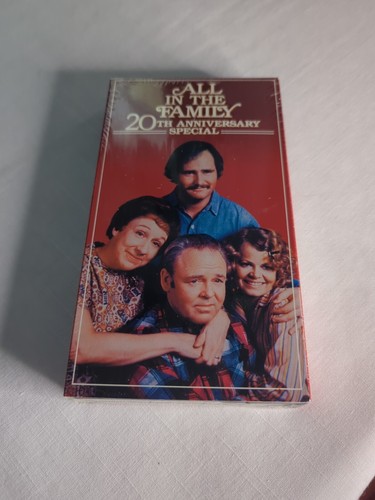 ALL
IN THE
FAMILY
20TH ANNIVERSARY
SPECIAL